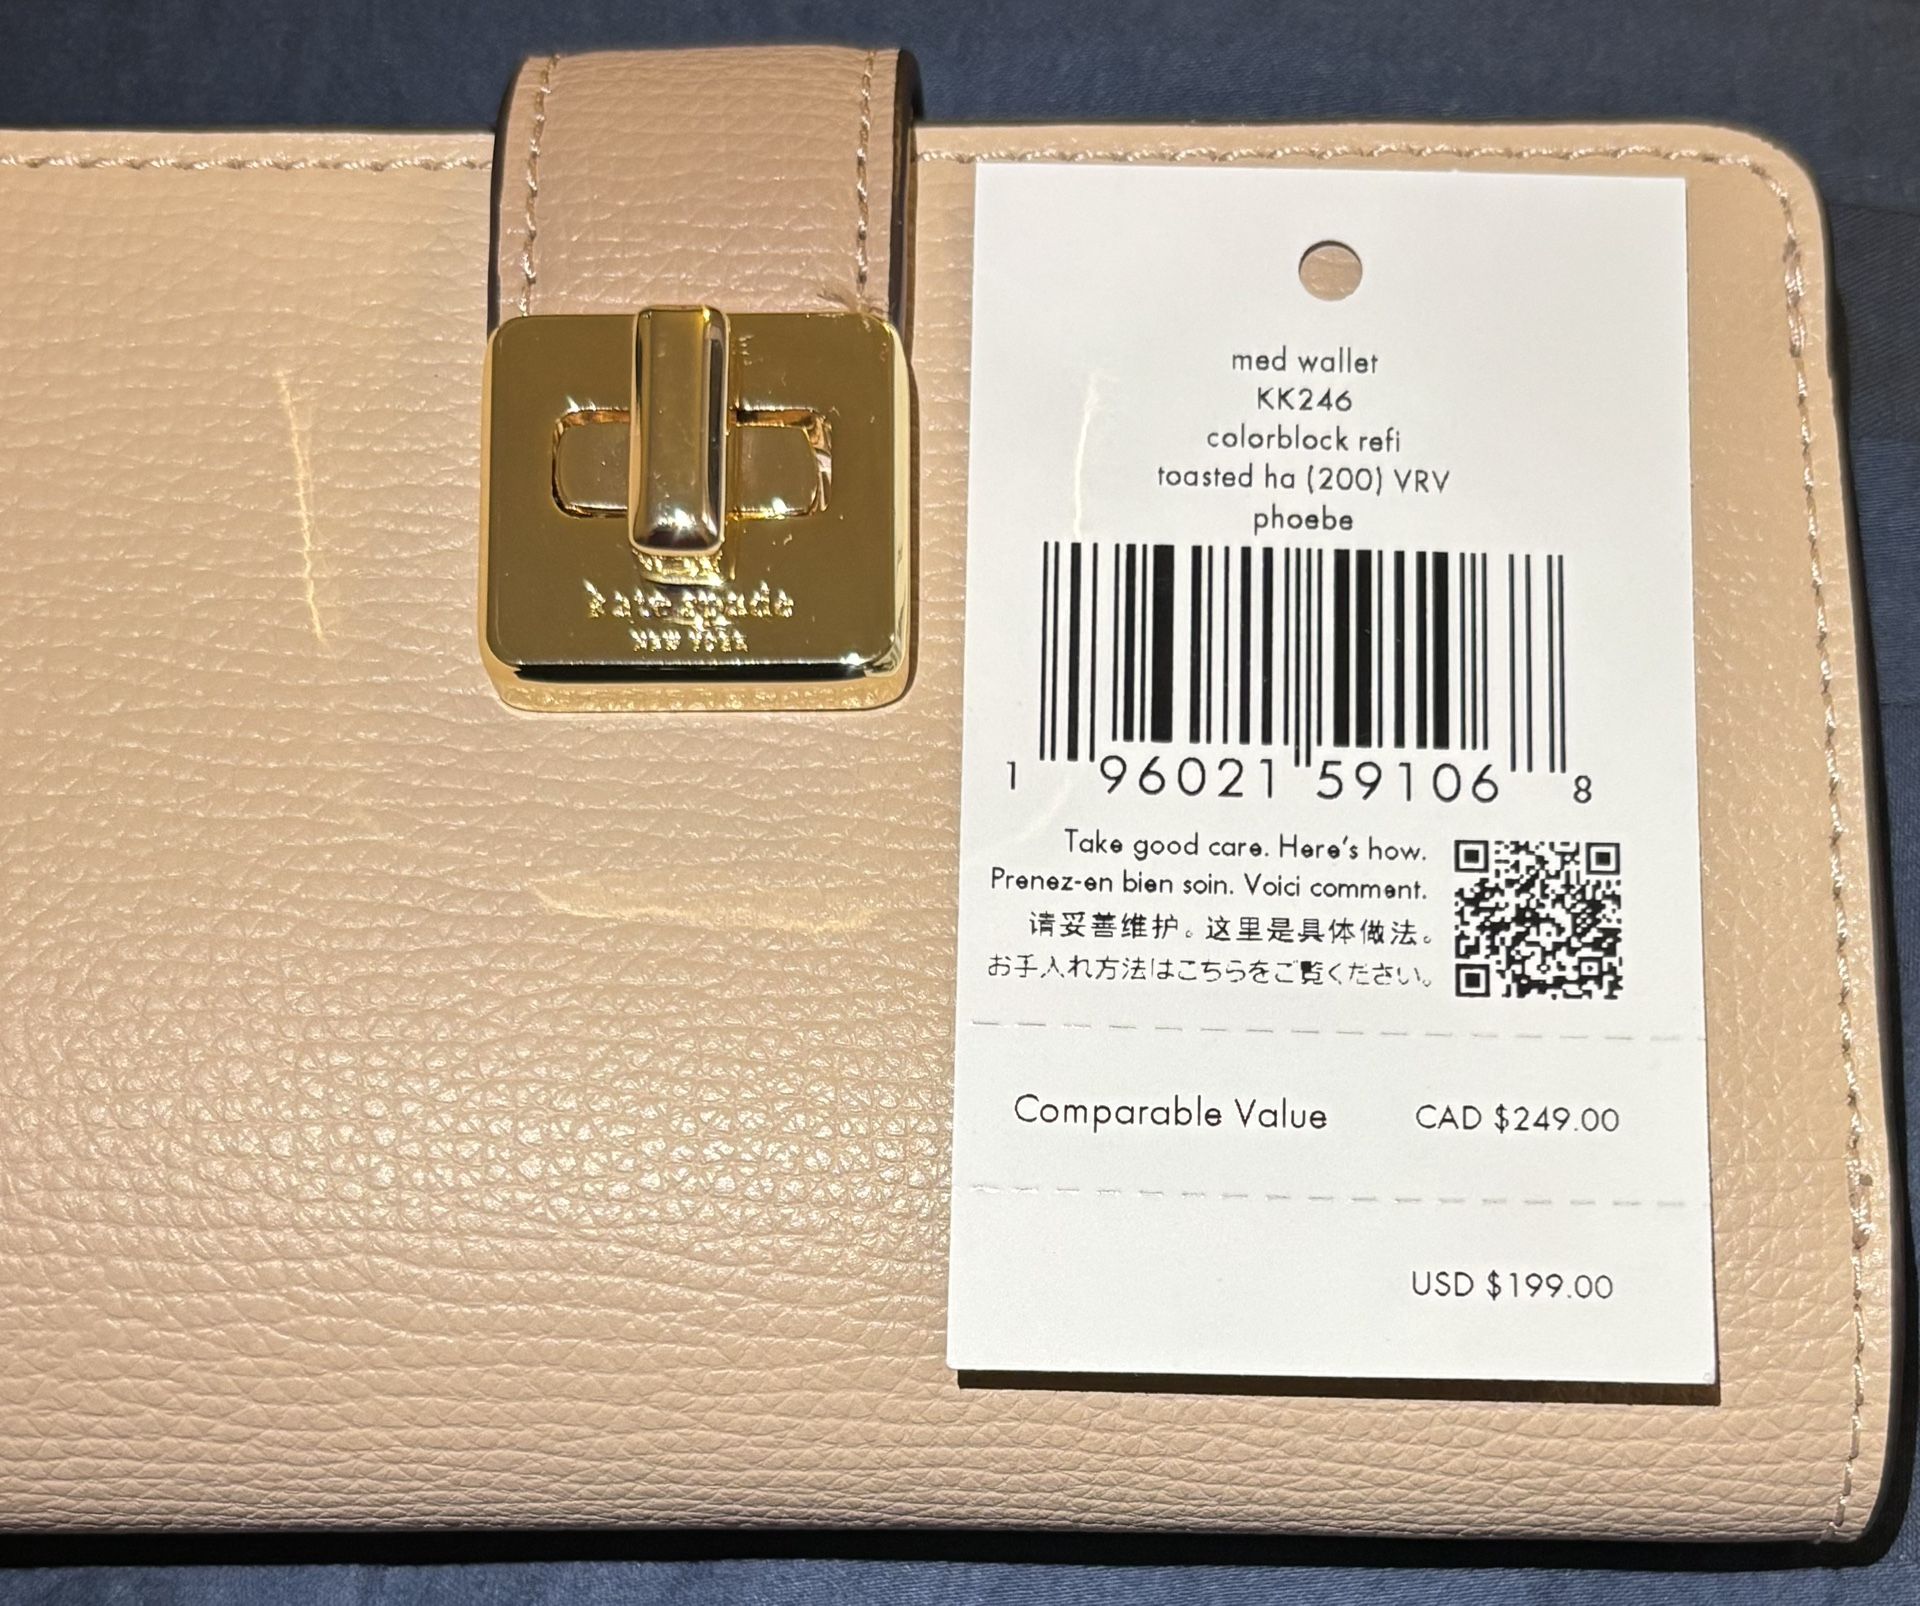 kate spade
NEW YORK
med wallet
KK246
colorblock refi
toasted ha (200) VRV
phoebe
1 96021 59106 8
Take good care. Here's how.
Prenez-en bien soin. Voici comment.
请妥善维护。这里是具体做法。
お手入れ方法はこちらをご覧ください。
Comparable Value CAD $249.00
USD $199.00